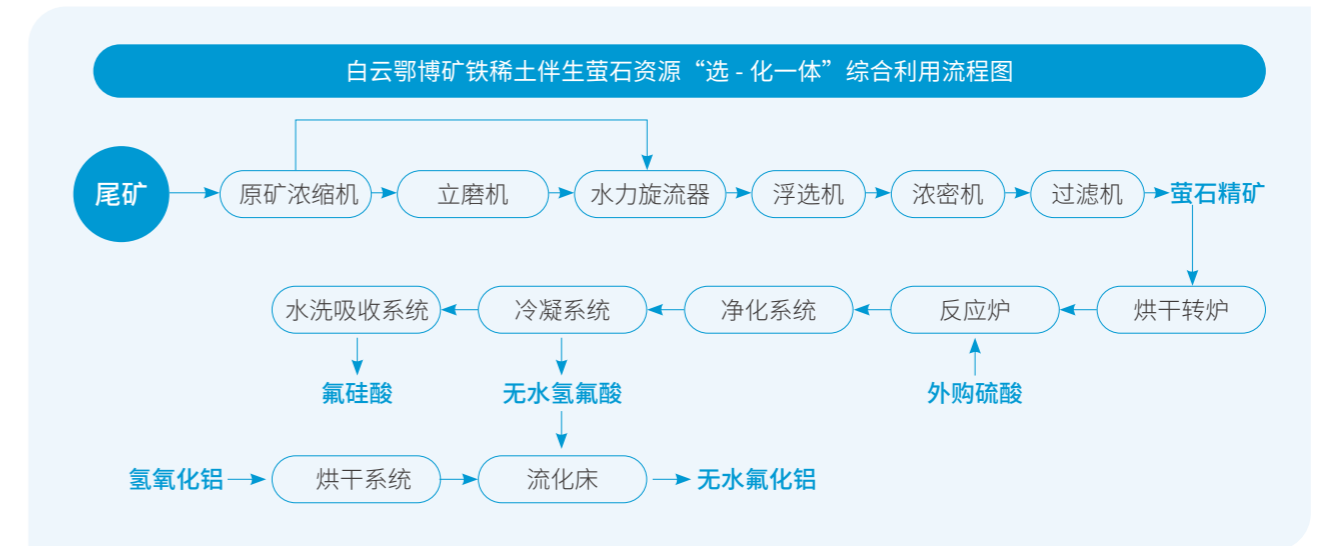 白云鄂博矿铁稀土伴生萤石资源“选 - 化一体”综合利用流程图
尾矿
原矿浓缩机
立磨机
水力旋流器
浮选机
浓密机
过滤机
萤石精矿
水洗吸收系统
冷凝系统
净化系统
反应炉
烘干转炉
氟硅酸
无水氢氟酸
外购硫酸
氢氧化铝
烘干系统
流化床
无水氟化铝